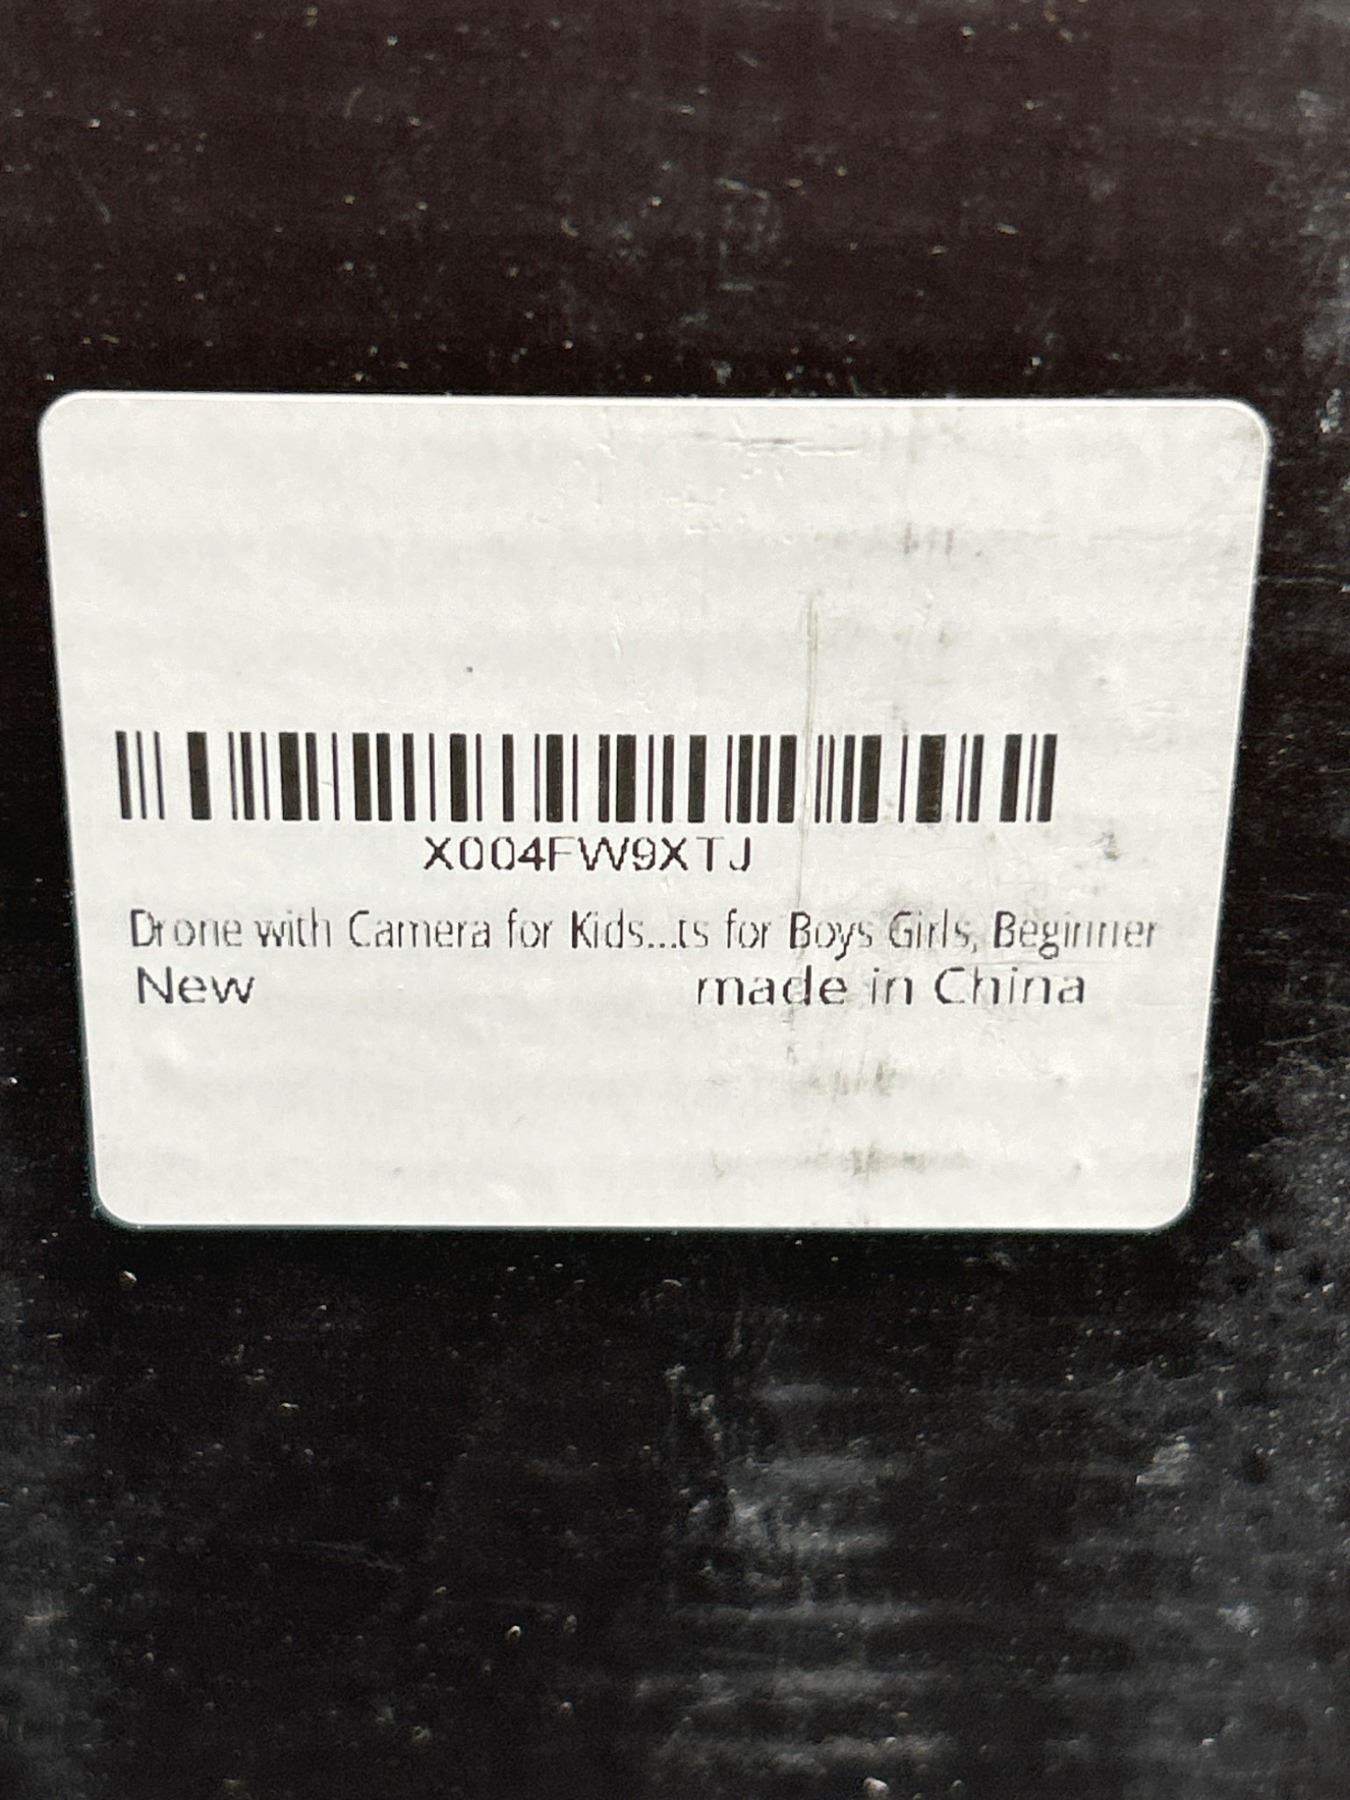 X004FW9XTJ
Drone with Camera for Kids...ts for Boys Girls, Beginner
New made in China